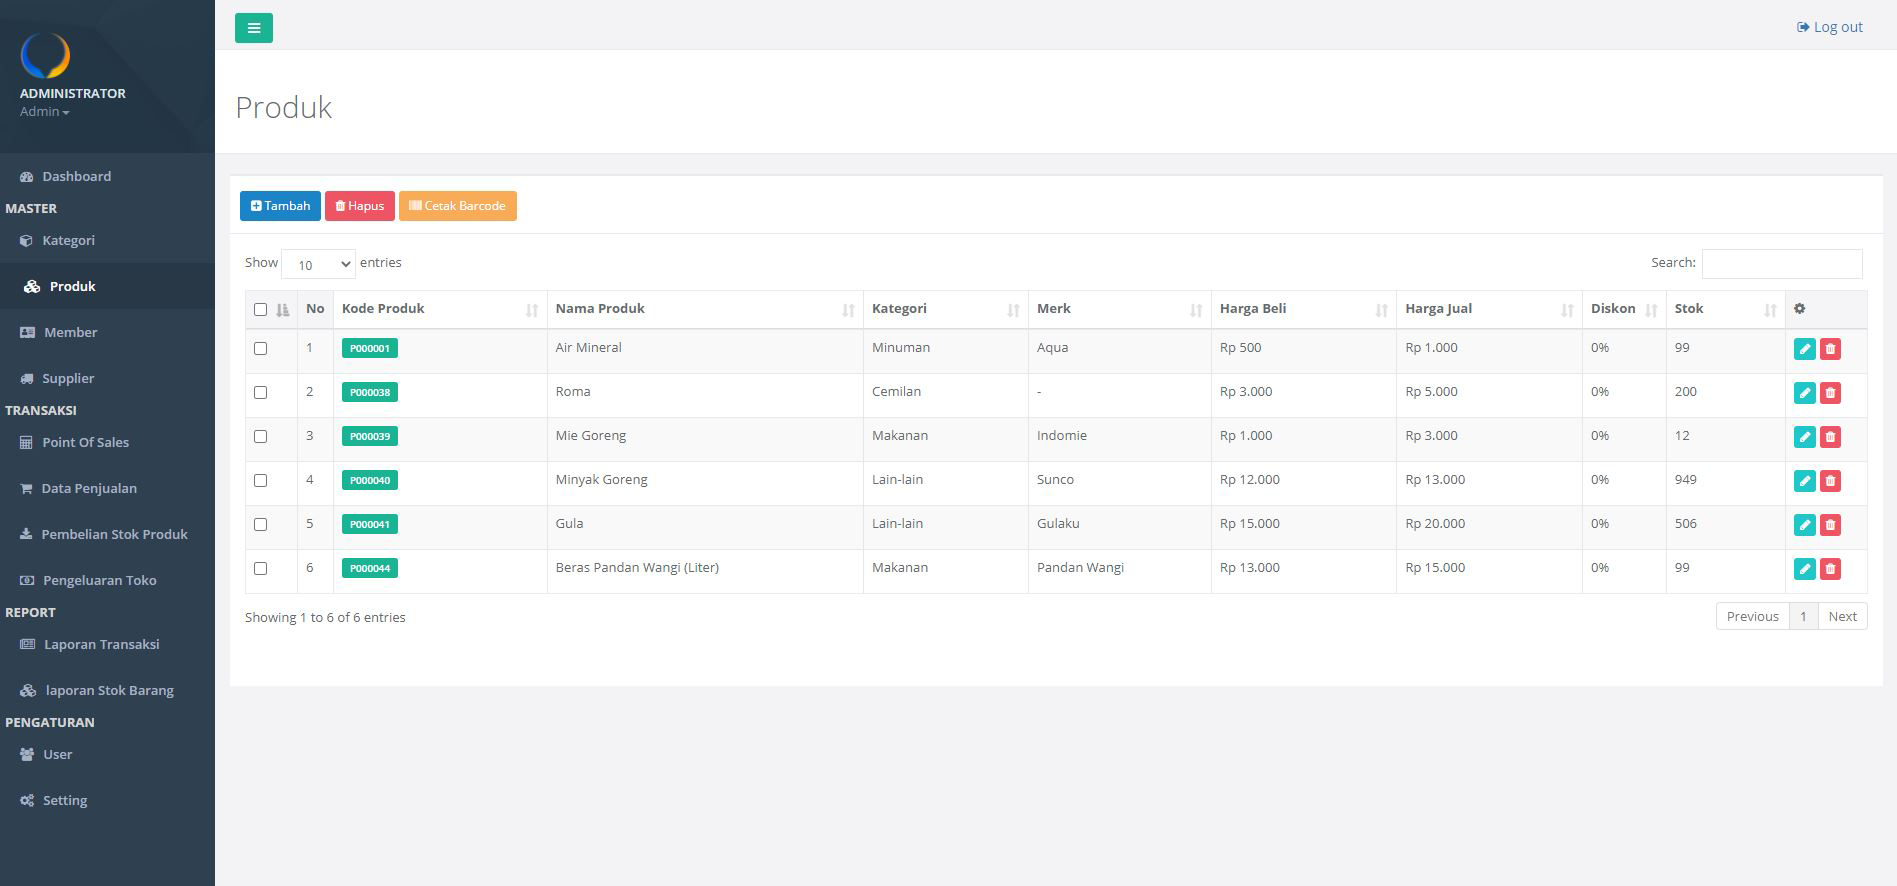 Log out
ADMINISTRATOR
Admin
Produk
Dashboard
MASTER
Kategori
Produk
Member
Supplier
TRANSAKSI
Point Of Sales
Data Penjualan
Pembelian Stok Produk
Pengeluaran Toko
REPORT
Laporan Transaksi
laporan Stok Barang
PENGATURAN
User
Setting
Tambah Hapus Cetak Barcode
Show 10 entries Search:
No Kode Produk Nama Produk Kategori Merk Harga Beli Harga Jual Diskon Stok
1 P000001 Air Mineral Minuman Aqua Rp 500 Rp 1.000 0% 99
2 P000038 Roma Cemilan - Rp 3.000 Rp 5.000 0% 200
3 P000039 Mie Goreng Makanan Indomie Rp 1.000 Rp 3.000 0% 12
4 P000040 Minyak Goreng Lain-lain Sunco Rp 12.000 Rp 13.000 0% 949
5 P000041 Gula Lain-lain Gulaku Rp 15.000 Rp 20.000 0% 506
6 P000044 Beras Pandan Wangi (Liter) Makanan Pandan Wangi Rp 13.000 Rp 15.000 0% 99
Showing 1 to 6 of 6 entries Previous 1 Next